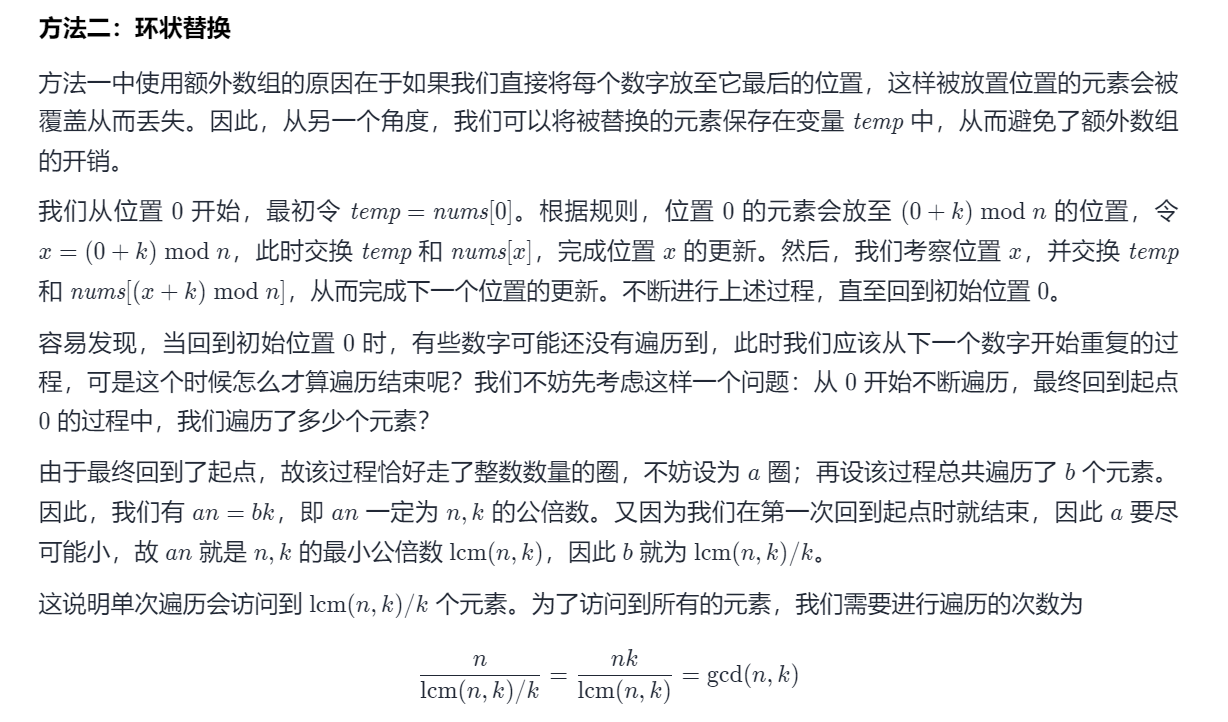 方法二：环状替换
方法一中使用额外数组的原因在于如果我们直接将每个数字放至它最后的位置，这样被放置位置的元素会被
覆盖从而丢失。因此，从另一个角度，我们可以将被替换的元素保存在变量 temp 中，从而避免了额外数组
的开销。
我们从位置 0 开始，最初令 temp = nums[0]。根据规则，位置 0 的元素会放至 (0 + k) mod n 的位置，令
x = (0 + k) mod n，此时交换 temp 和 nums[x]，完成位置 x 的更新。然后，我们考察位置 x，并交换 temp
和 nums[(x + k) mod n]，从而完成下一个位置的更新。不断进行上述过程，直至回到初始位置 0。
容易发现，当回到初始位置 0 时，有些数字可能还没有遍历到，此时我们应该从下一个数字开始重复的过
程，可是这个时候怎么才算遍历结束呢？我们不妨先考虑这样一个问题：从 0 开始不断遍历，最终回到起点
0 的过程中，我们遍历了多少个元素？
由于最终回到了起点，故该过程恰好走了整数数量的圈，不妨设为 a 圈；再设该过程总共遍历了 b 个元素。
因此，我们有 an = bk，即 an 一定为 n, k 的公倍数。又因为我们在第一次回到起点时就结束，因此 a 要尽
可能小，故 an 就是 n, k 的最小公倍数 lcm(n, k)，因此 b 就为 lcm(n, k)/k。
这说明单次遍历会访问到 lcm(n, k)/k 个元素。为了访问到所有的元素，我们需要进行遍历的次数为
n / (lcm(n, k)/k) = nk / lcm(n, k) = gcd(n, k)